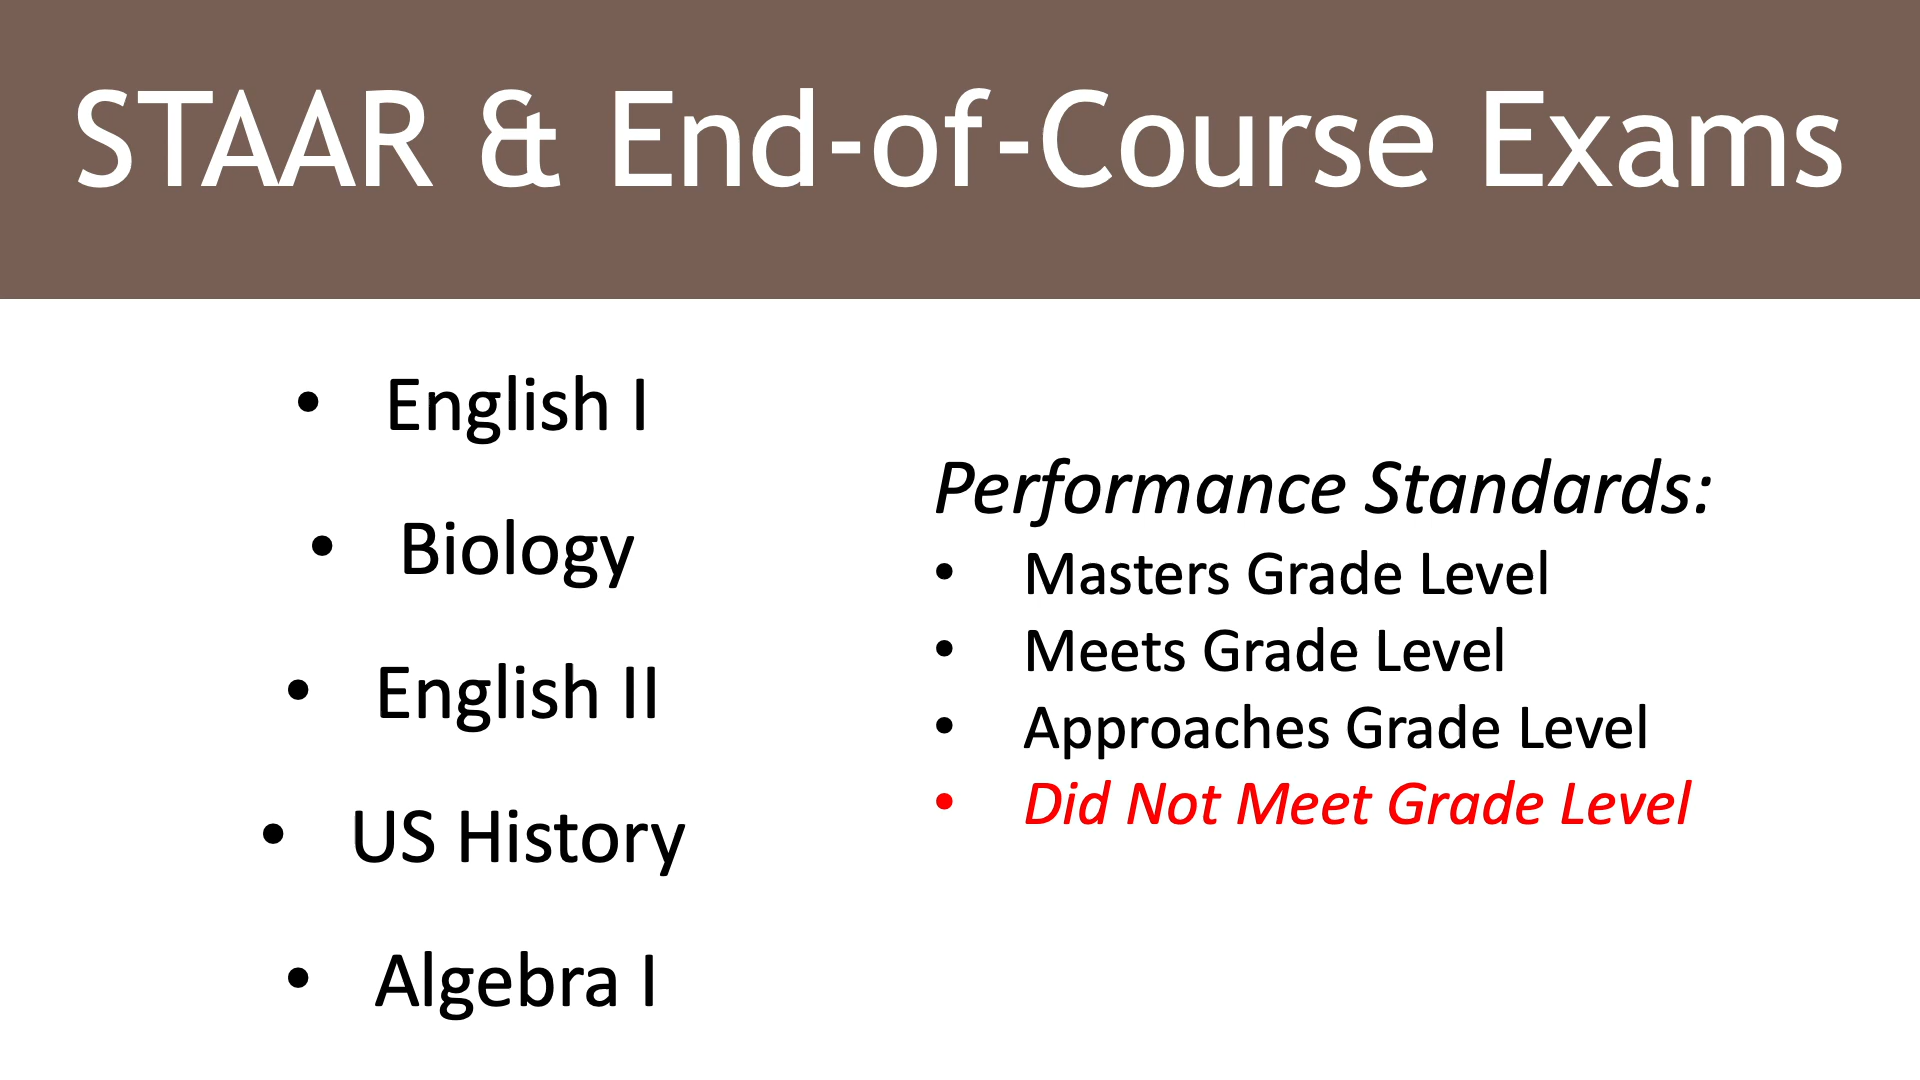 STAAR & End-of-Course Exams
• English I
• Biology
• English II
• US History
• Algebra I
Performance Standards:
• Masters Grade Level
• Meets Grade Level
• Approaches Grade Level
• Did Not Meet Grade Level